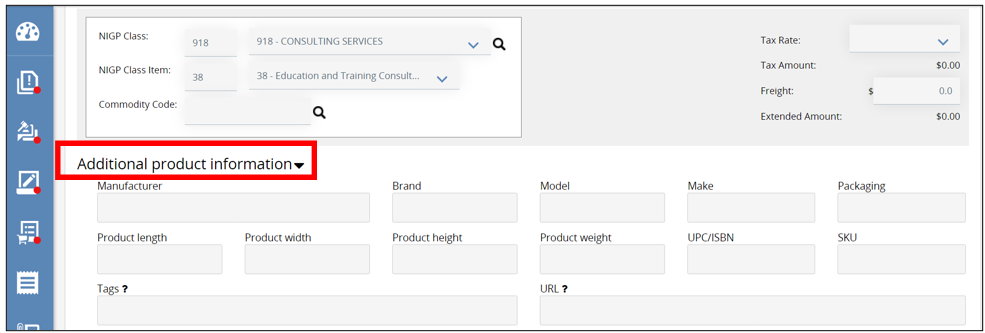 NIGP Class: 918 918 - CONSULTING SERVICES
NIGP Class Item: 38 38 - Education and Training Consult...
Commodity Code:
Tax Rate:
Tax Amount: $0.00
Freight: $ 0.0
Extended Amount: $0.00
Additional product information
Manufacturer Brand Model Make Packaging
Product length Product width Product height Product weight UPC/ISBN SKU
Tags ? URL ?